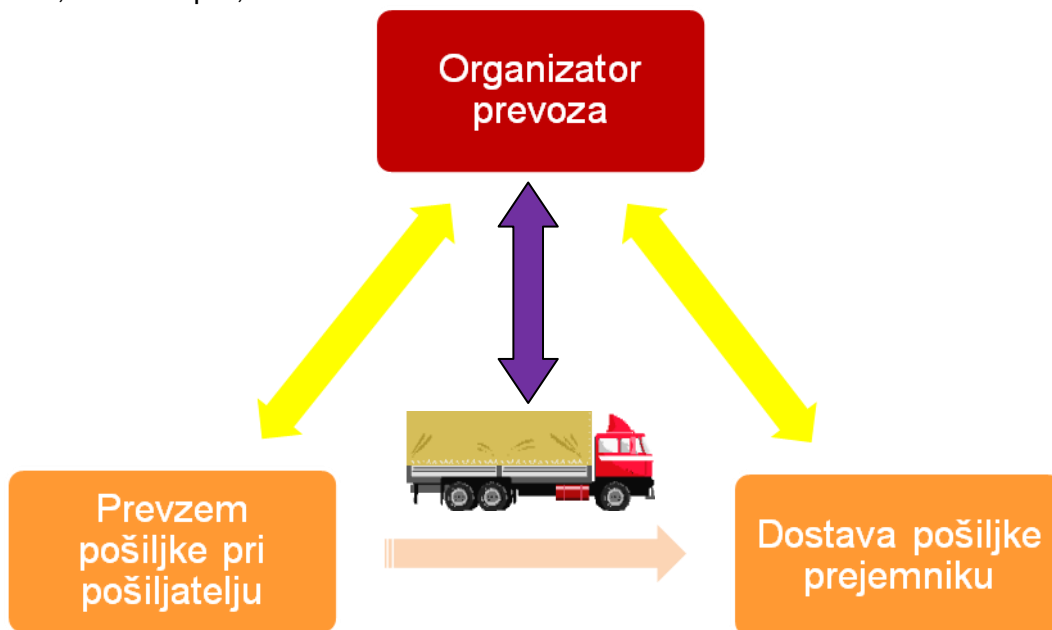 Organizator
prevoza
Prevzem
pošiljke pri
pošiljatelju
Dostava pošiljke
prejemniku